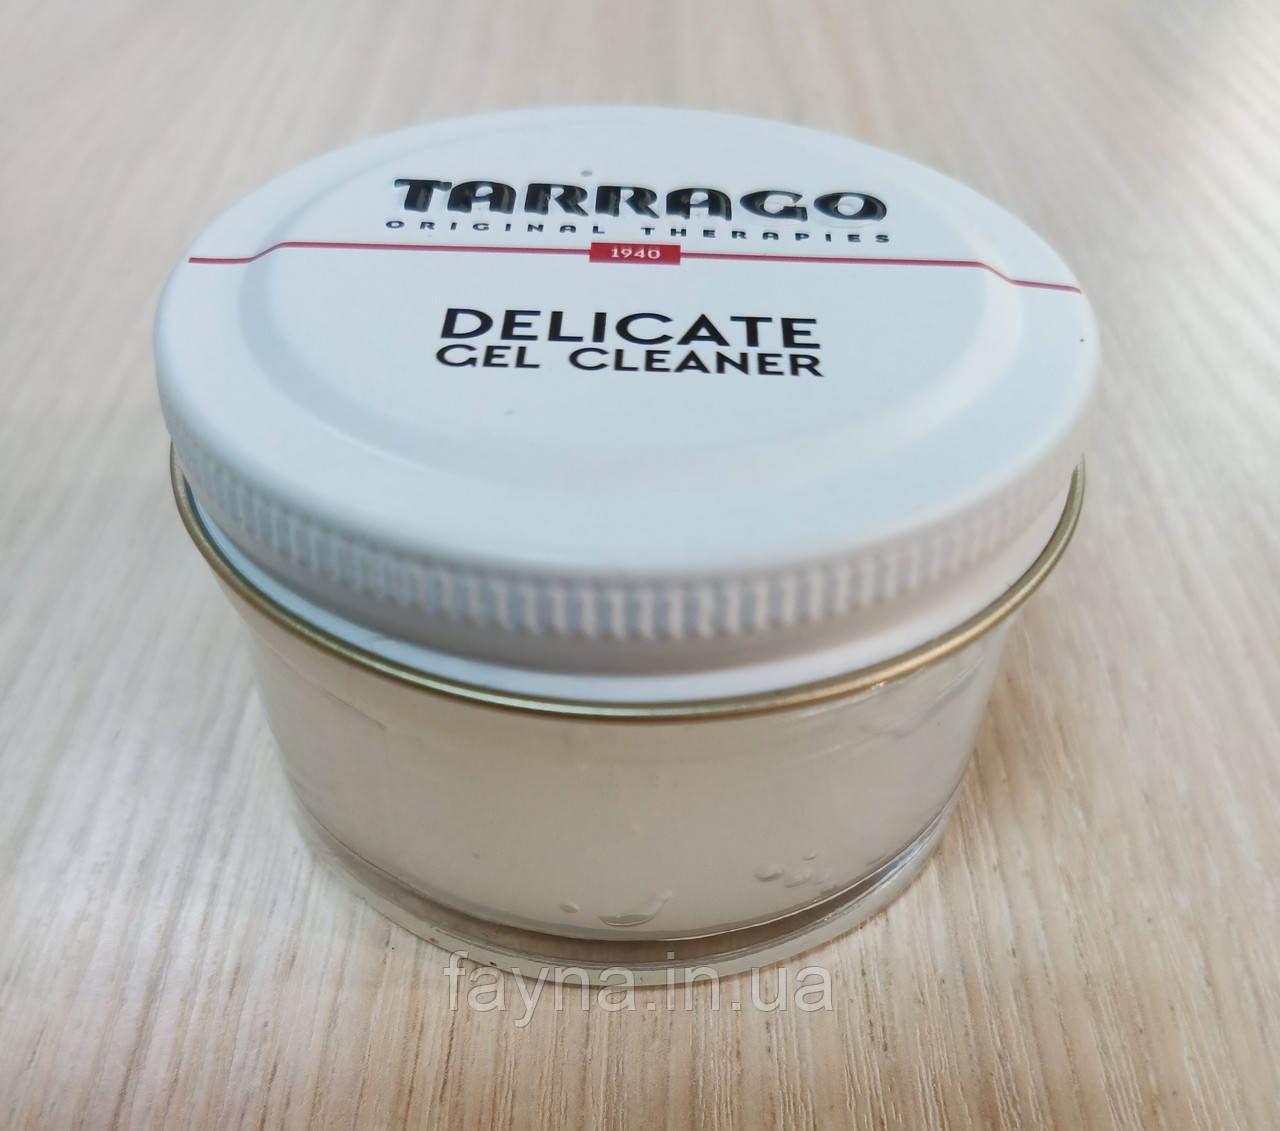 TARRAGO
ORIGINAL THERAPIES
1940
DELICATE
GEL CLEANER
fayna.in.ua